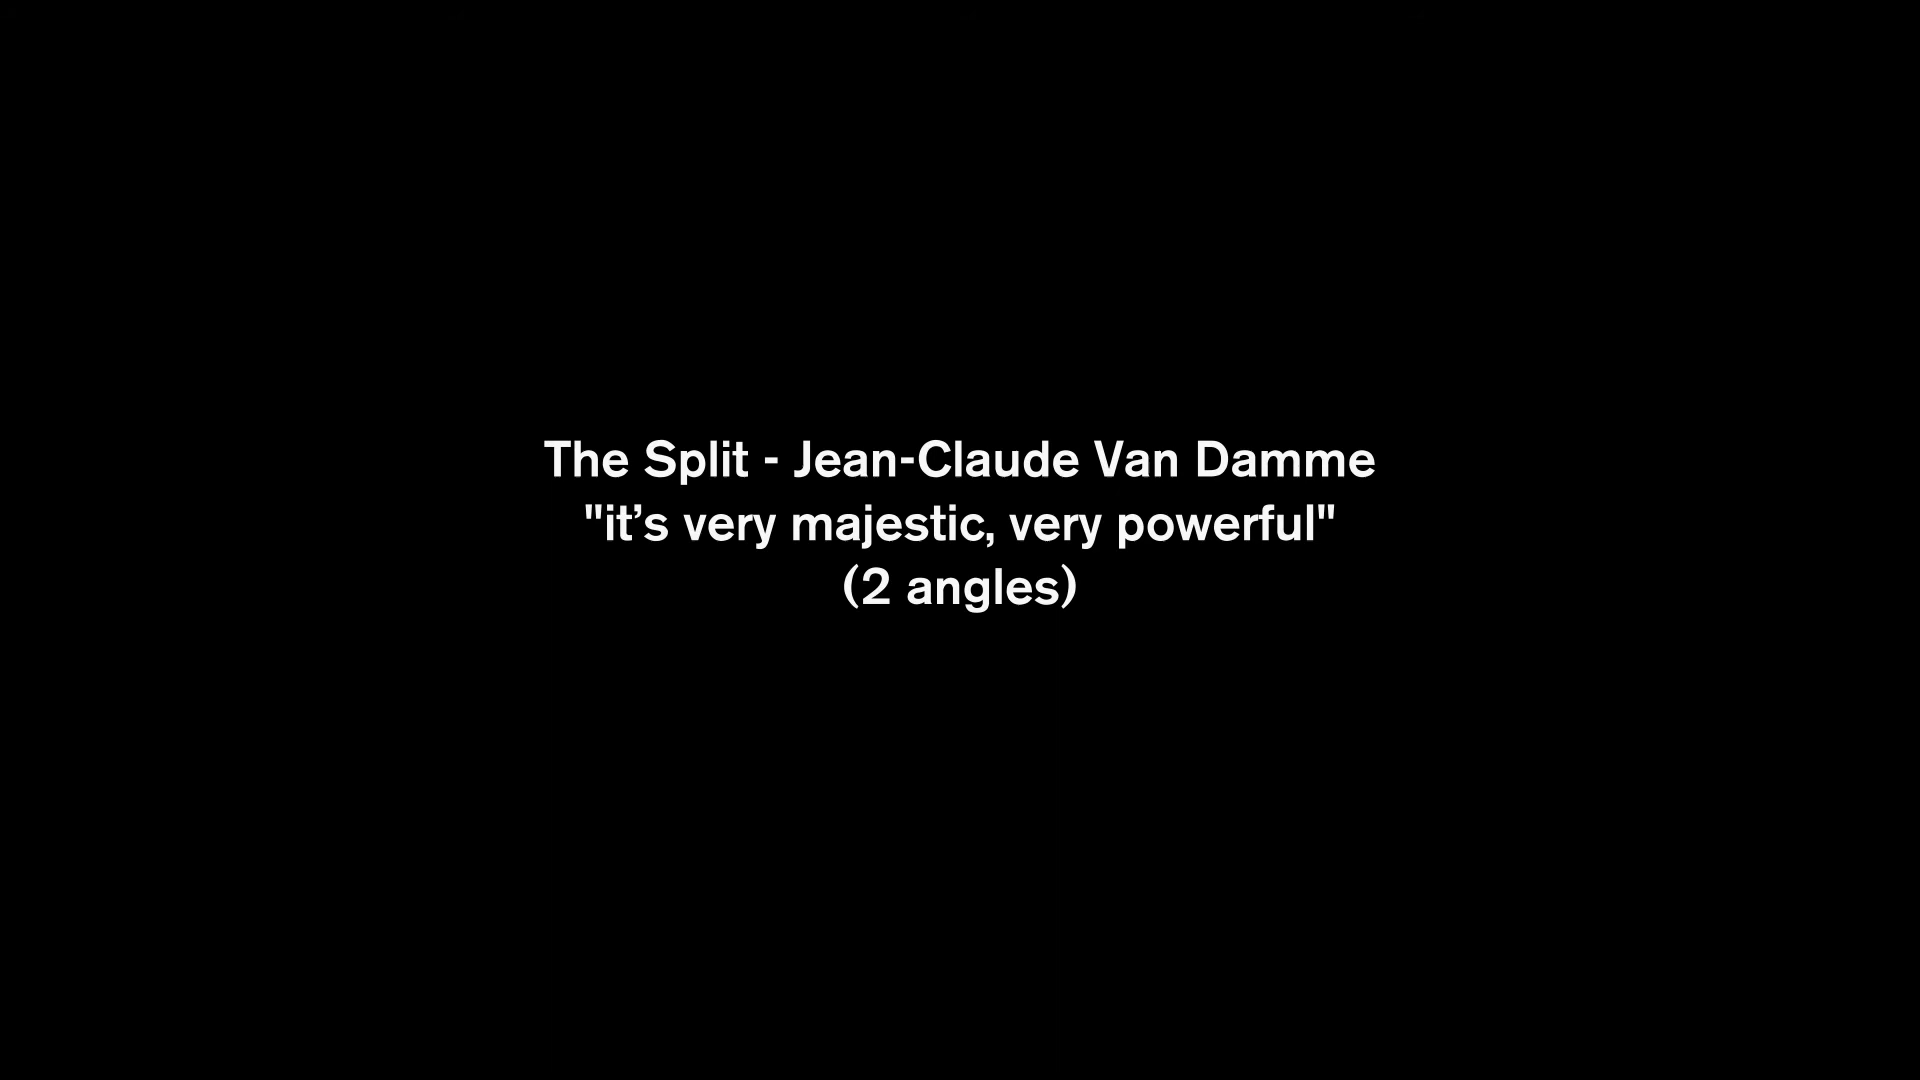 The Split - Jean-Claude Van Damme
"it’s very majestic, very powerful"
(2 angles)